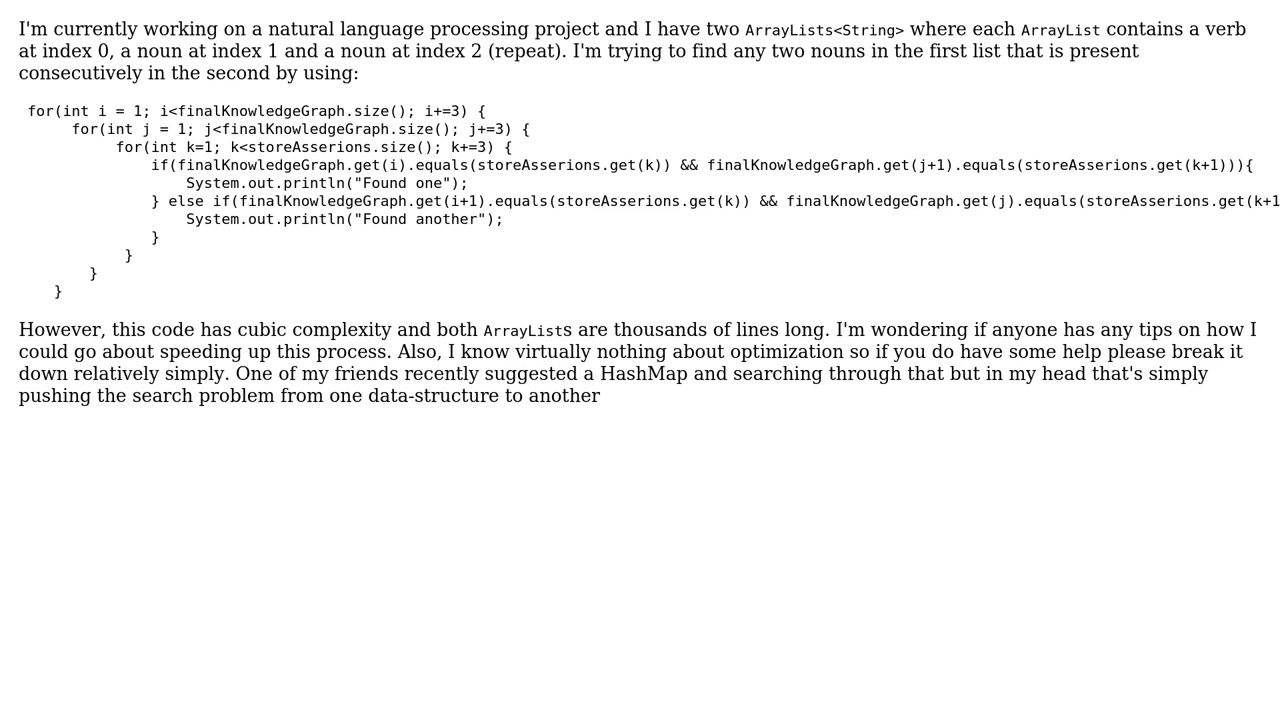 I'm currently working on a natural language processing project and I have two ArrayLists<String> where each ArrayList contains a verb
at index 0, a noun at index 1 and a noun at index 2 (repeat). I'm trying to find any two nouns in the first list that is present
consecutively in the second by using:
for(int i = 1; i<finalKnowledgeGraph.size(); i+=3) {
for(int j = 1; j<finalKnowledgeGraph.size(); j+=3) {
for(int k=1; k<storeAsserions.size(); k+=3) {
if(finalKnowledgeGraph.get(i).equals(storeAsserions.get(k)) && finalKnowledgeGraph.get(j+1).equals(storeAsserions.get(k+1))){
System.out.println("Found one");
} else if(finalKnowledgeGraph.get(i+1).equals(storeAsserions.get(k)) && finalKnowledgeGraph.get(j).equals(storeAsserions.get(k+1
System.out.println("Found another");
}
}
}
}
However, this code has cubic complexity and both ArrayLists are thousands of lines long. I'm wondering if anyone has any tips on how I
could go about speeding up this process. Also, I know virtually nothing about optimization so if you do have some help please break it
down relatively simply. One of my friends recently suggested a HashMap and searching through that but in my head that's simply
pushing the search problem from one data-structure to another